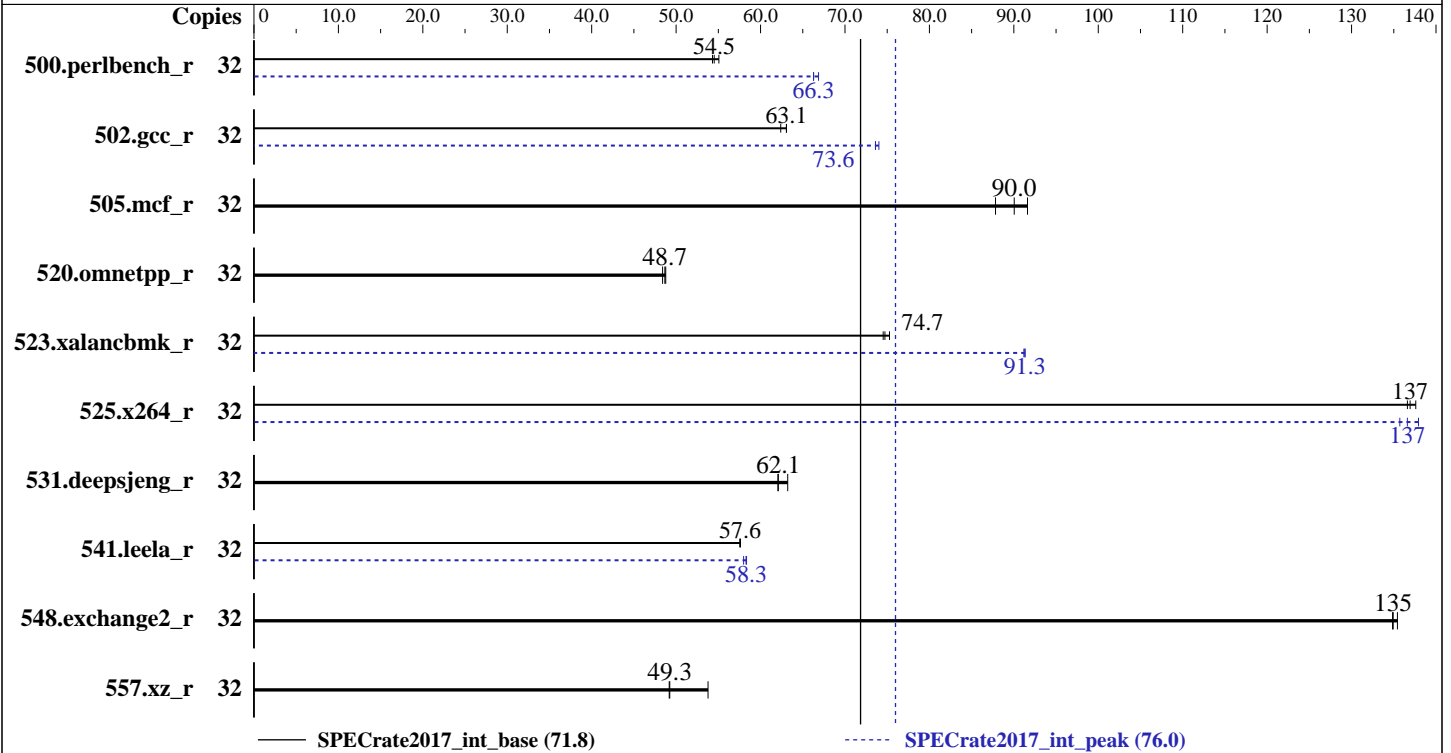 Copies 0 10.0 20.0 30.0 40.0 50.0 60.0 70.0 80.0 90.0 100 110 120 130 140
500.perlbench_r 32 54.5
66.3
502.gcc_r 32 63.1
73.6
505.mcf_r 32 90.0
520.omnetpp_r 32 48.7
523.xalancbmk_r 32 74.7
91.3
525.x264_r 32 137
137
531.deepsjeng_r 32 62.1
541.leela_r 32 57.6
58.3
548.exchange2_r 32 135
557.xz_r 32 49.3
SPECrate2017_int_base (71.8) SPECrate2017_int_peak (76.0)